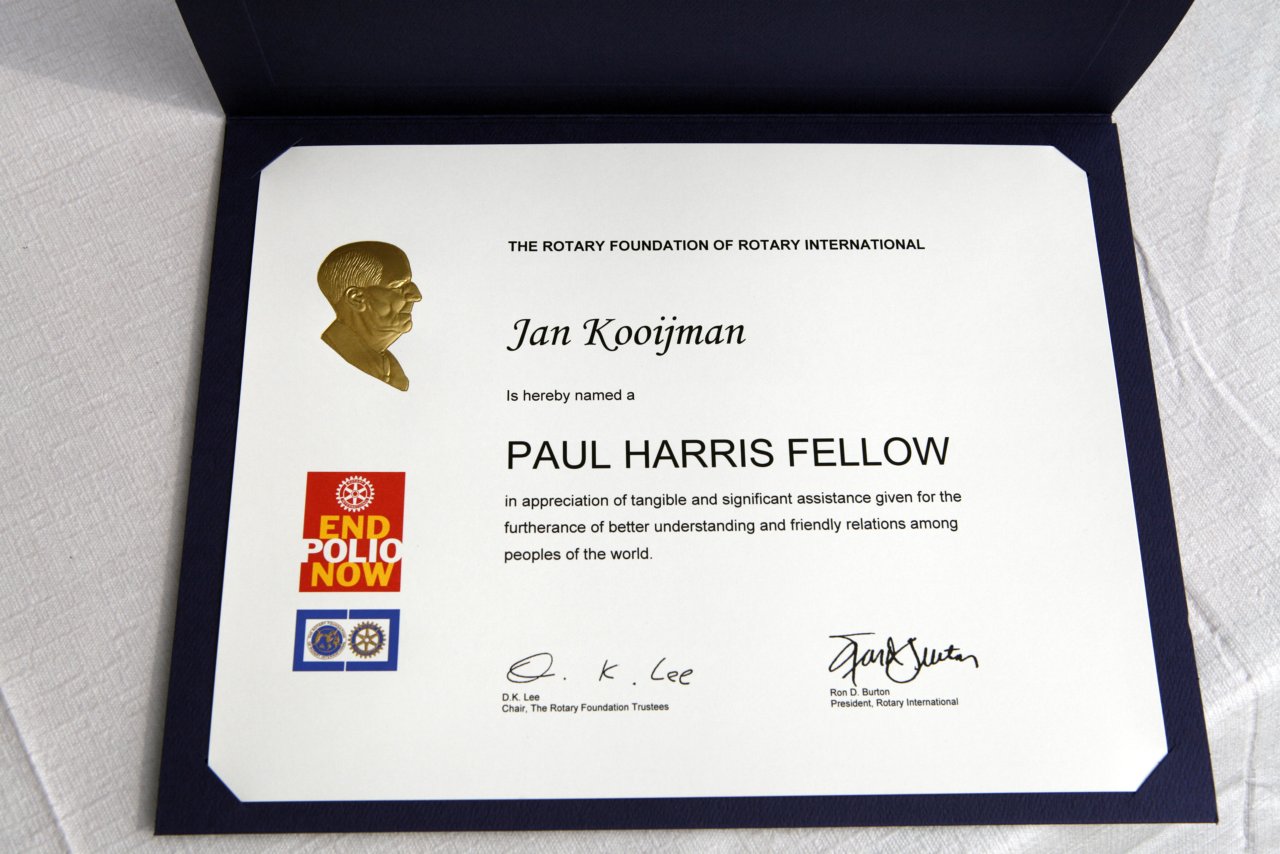 THE ROTARY FOUNDATION OF ROTARY INTERNATIONAL
Jan Kooijman
Is hereby named a
PAUL HARRIS FELLOW
in appreciation of tangible and significant assistance given for the
furtherance of better understanding and friendly relations among
peoples of the world.
END
POLIO
NOW
D. K. Lee
D.K. Lee
Chair, The Rotary Foundation Trustees
Ron D. Burton
Ron D. Burton
President, Rotary International